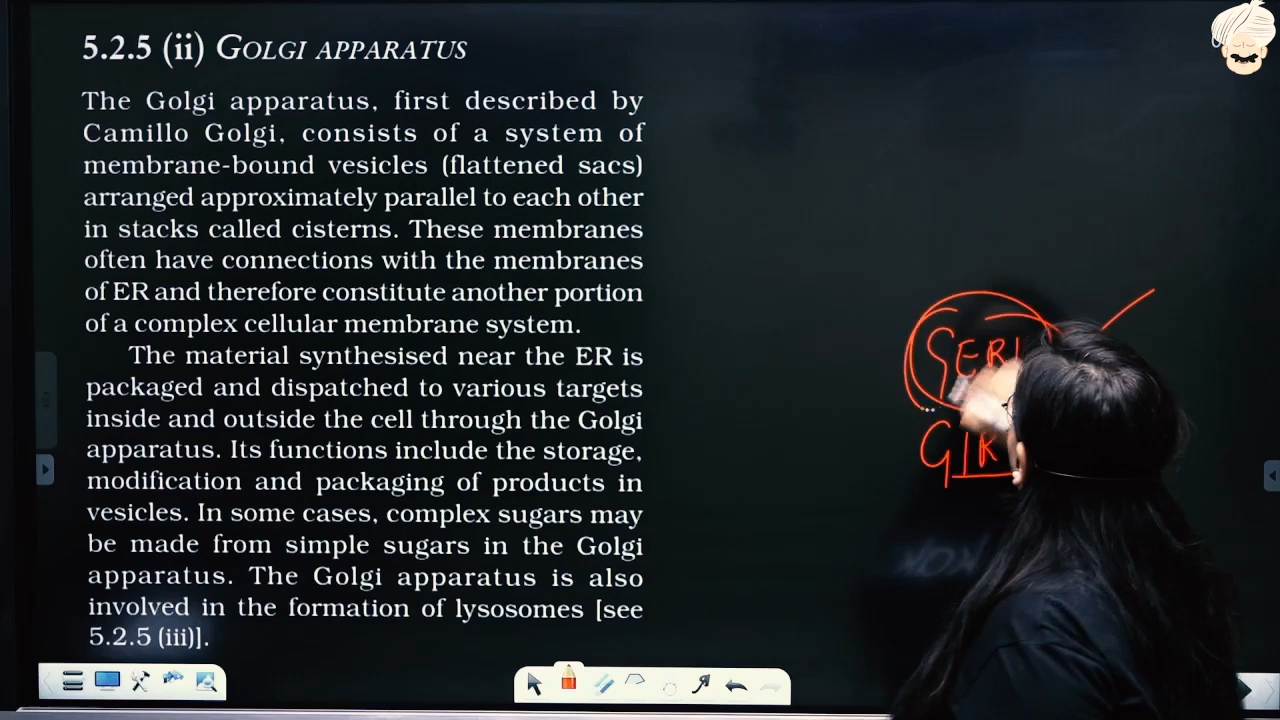 5.2.5 (ii) GOLGI APPARATUS
The Golgi apparatus, first described by
Camillo Golgi, consists of a system of
membrane-bound vesicles (flattened sacs)
arranged approximately parallel to each other
in stacks called cisterns. These membranes
often have connections with the membranes
of ER and therefore constitute another portion
of a complex cellular membrane system.
The material synthesised near the ER is
packaged and dispatched to various targets
inside and outside the cell through the Golgi
apparatus. Its functions include the storage,
modification and packaging of products in
vesicles. In some cases, complex sugars may
be made from simple sugars in the Golgi
apparatus. The Golgi apparatus is also
involved in the formation of lysosomes [see
5.2.5 (iii)].